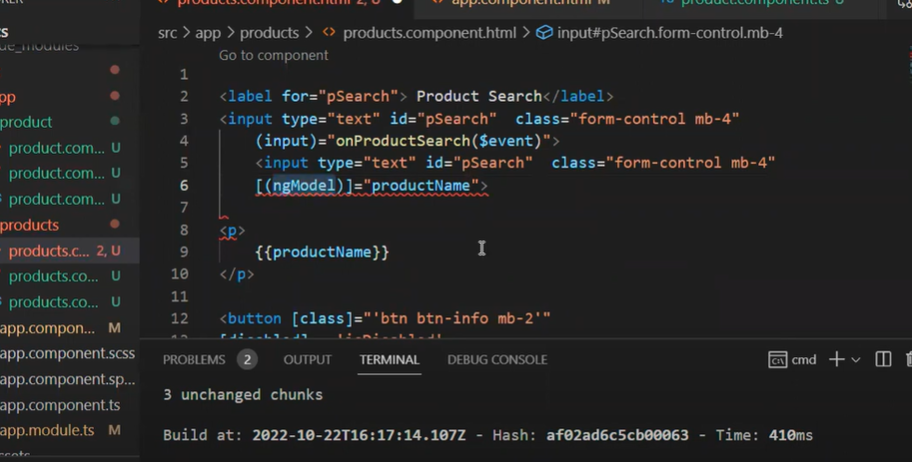 products.component.html 2, U
app.component.html M
product.component.ts U
src > app > products > products.component.html > input#pSearch.form-control.mb-4
Go to component
1
2 <label for="pSearch"> Product Search</label>
3 <input type="text" id="pSearch"  class="form-control mb-4"
4 (input)="onProductSearch($event)">
5 <input type="text" id="pSearch"  class="form-control mb-4"
6 [(ngModel)]="productName">
7
8 <p>
9 {{productName}}
10 </p>
11
12 <button [class]="'btn btn-info mb-2'"
product
product.com... U
product.com... U
product.com... U
products
products.c... 2, U
products.co... U
products.co... U
app.compon... M
app.component.scss
app.component.sp...
app.component.ts
app.module.ts M
PROBLEMS 2 OUTPUT TERMINAL DEBUG CONSOLE
cmd
3 unchanged chunks
Build at: 2022-10-22T16:17:14.107Z - Hash: af02ad6c5cb00063 - Time: 410ms